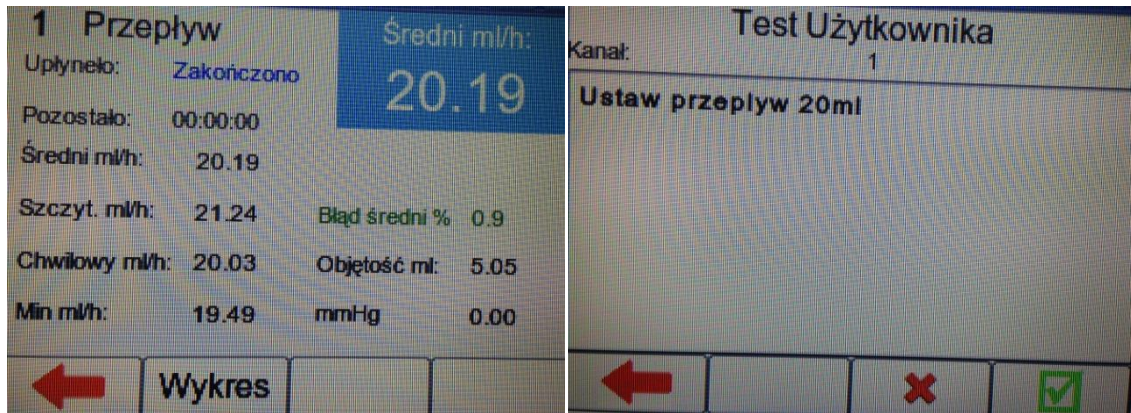 1 Przepływ
Średni ml/h:
20.19
Upłyneło: Zakończono
Pozostało: 00:00:00
Średni ml/h: 20.19
Szczyt. ml/h: 21.24 Błąd średni % 0.9
Chwilowy ml/h: 20.03 Objętość ml: 5.05
Min ml/h: 19.49 mmHg 0.00
Wykres
Test Użytkownika
Kanał: 1
Ustaw przeplyw 20ml